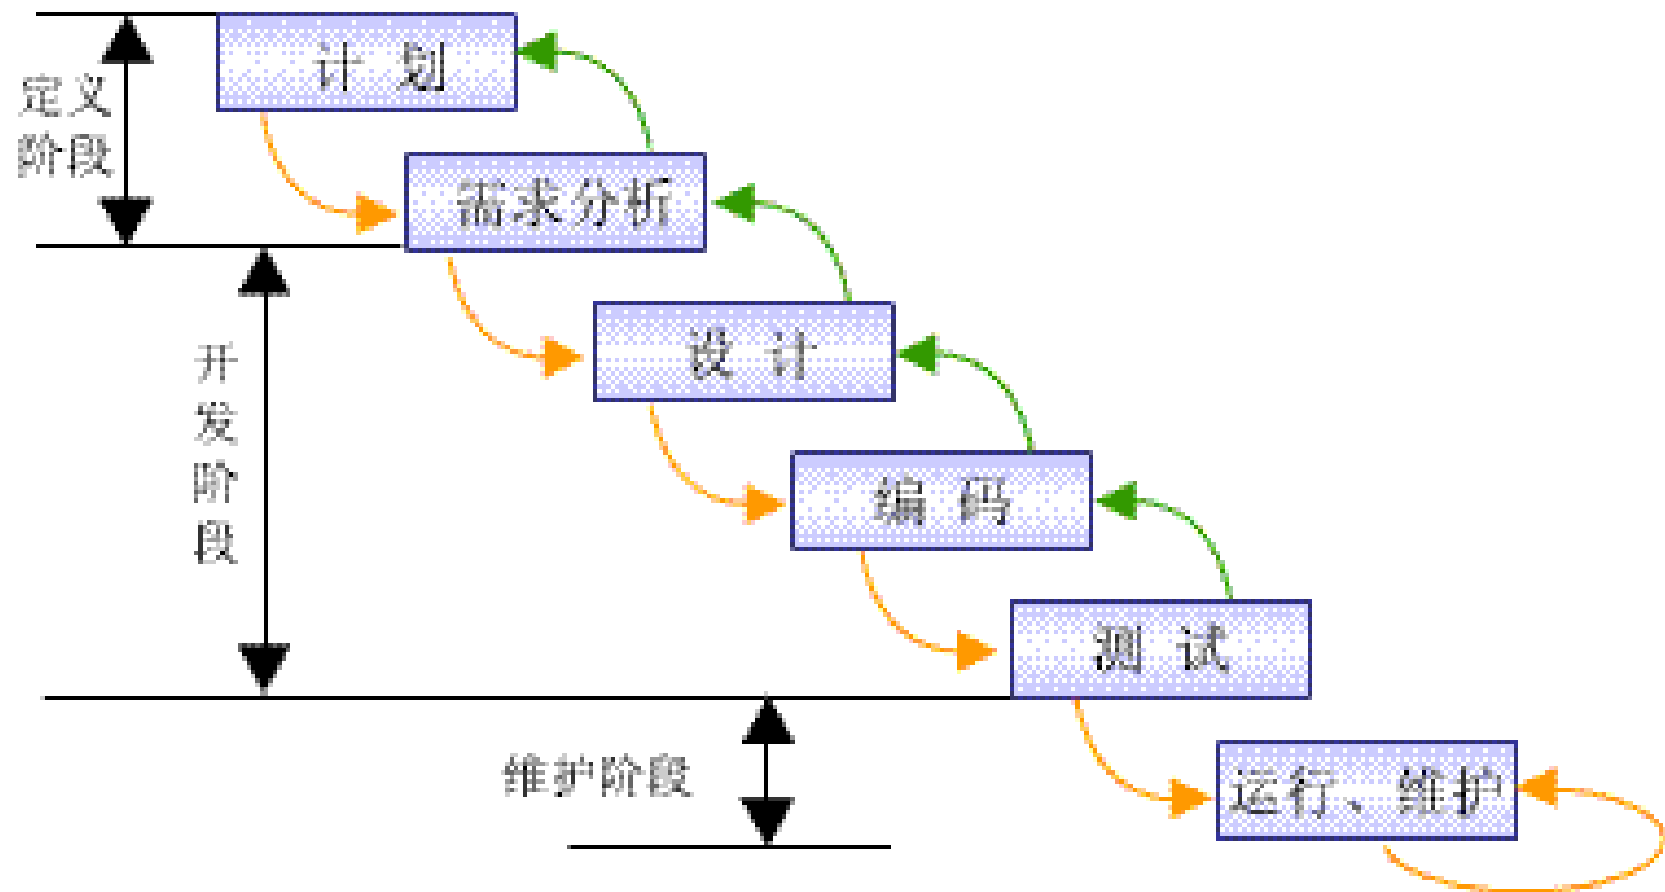 计 划
定义
阶段
需求分析
设 计
开
发
阶
段
编 码
测 试
维护阶段
运行、维护